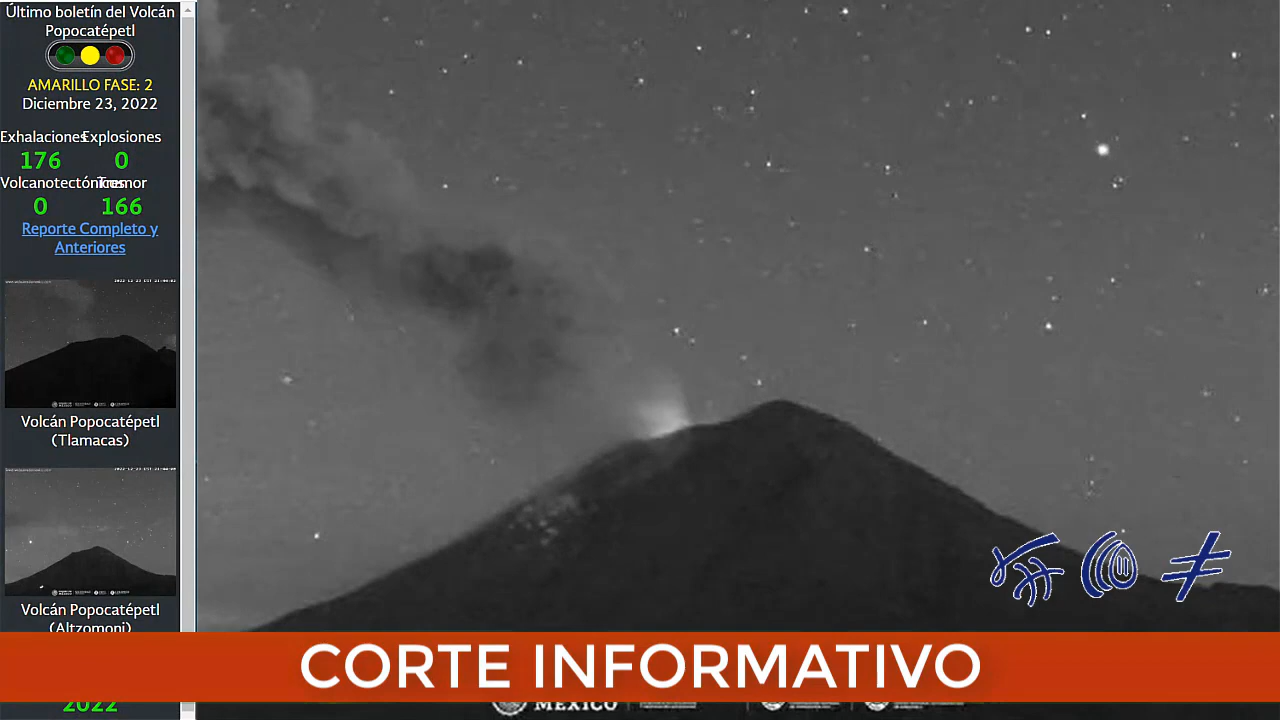 Último boletín del Volcán
Popocatépetl
AMARILLO FASE: 2
Diciembre 23, 2022
Exhalaciones Explosiones
176 0
Volcanotectónicos Tremor
0 166
Reporte Completo y
Anteriores
Volcán Popocatépetl
(Tlamacas)
Volcán Popocatépetl
(Altzomoni)
CORTE INFORMATIVO
2022
MÉXICO